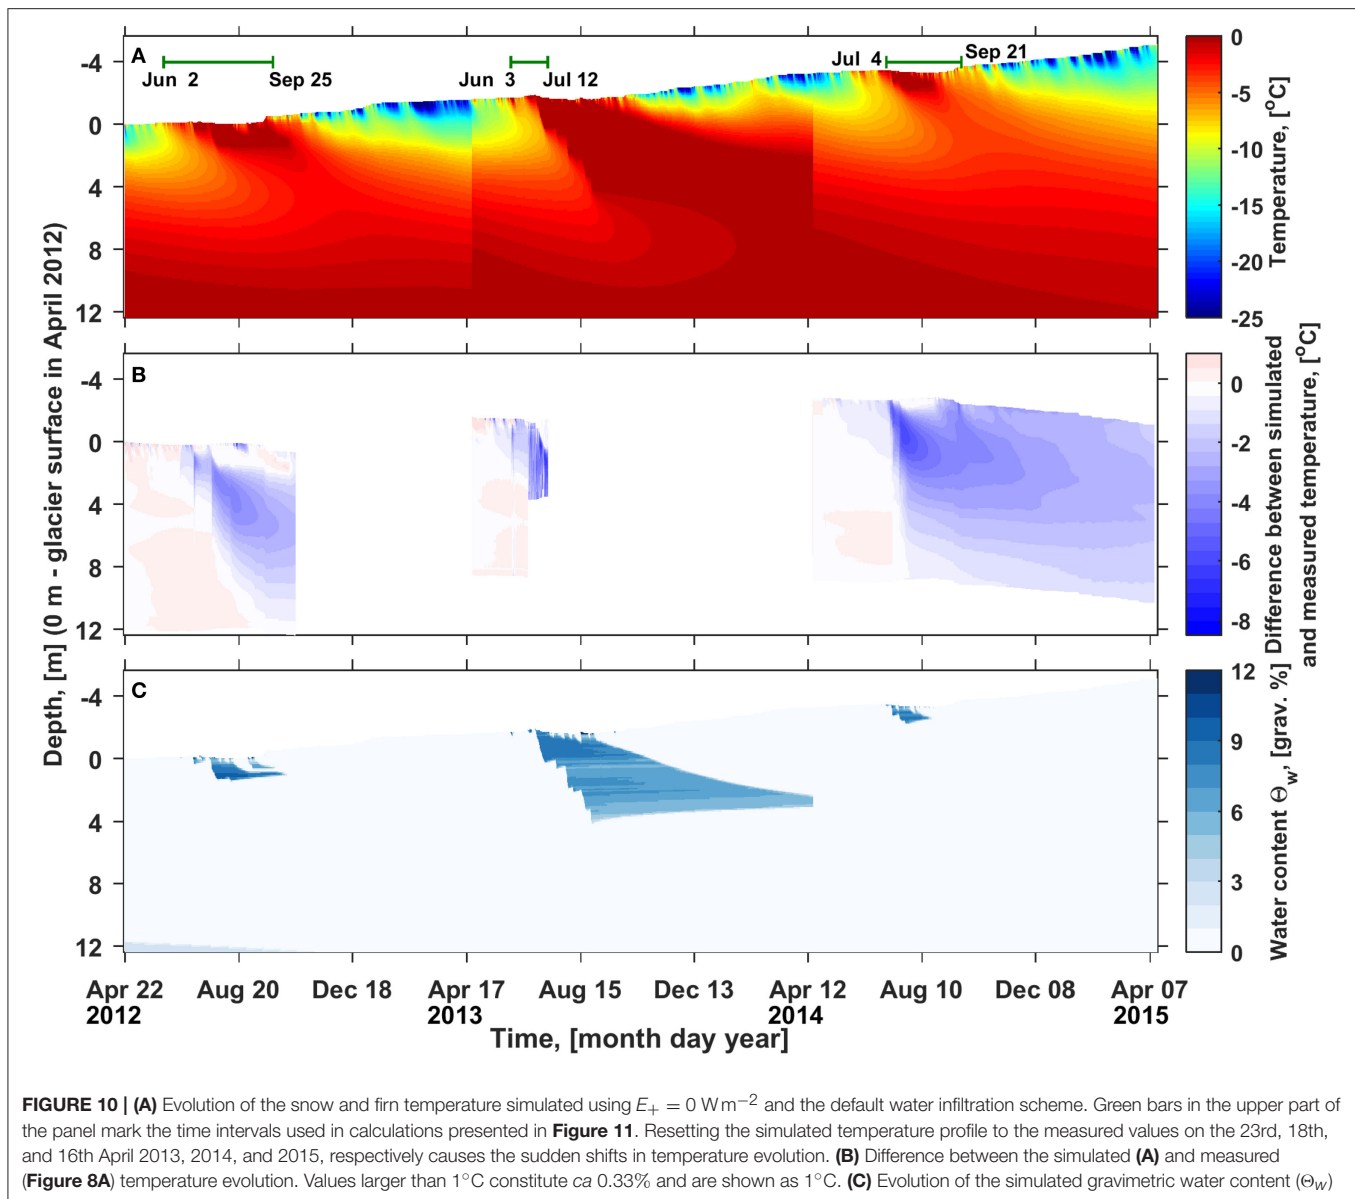 A
Jun 2
Sep 25
Jun 3
Jul 12
Jul 4
Sep 21
-4
0
4
8
12
0
-5
-10
-15
-20
-25
Temperature, [°C]
B
-4
0
4
8
12
0
-2
-4
-6
-8
Difference between simulated
and measured temperature, [°C]
C
-4
0
4
8
12
12
9
6
3
0
Water content Θw, [grav. %]
Depth, [m] (0 m - glacier surface in April 2012)
Apr 22 Aug 20 Dec 18 Apr 17 Aug 15 Dec 13 Apr 12 Aug 10 Dec 08 Apr 07
2012 2013 2014 2015
Time, [month day year]
FIGURE 10 | (A) Evolution of the snow and firn temperature simulated using E+ = 0 W m−2 and the default water infiltration scheme. Green bars in the upper part of
the panel mark the time intervals used in calculations presented in Figure 11. Resetting the simulated temperature profile to the measured values on the 23rd, 18th,
and 16th April 2013, 2014, and 2015, respectively causes the sudden shifts in temperature evolution. (B) Difference between the simulated (A) and measured
(Figure 8A) temperature evolution. Values larger than 1°C constitute ca 0.33% and are shown as 1°C. (C) Evolution of the simulated gravimetric water content (ΘW)